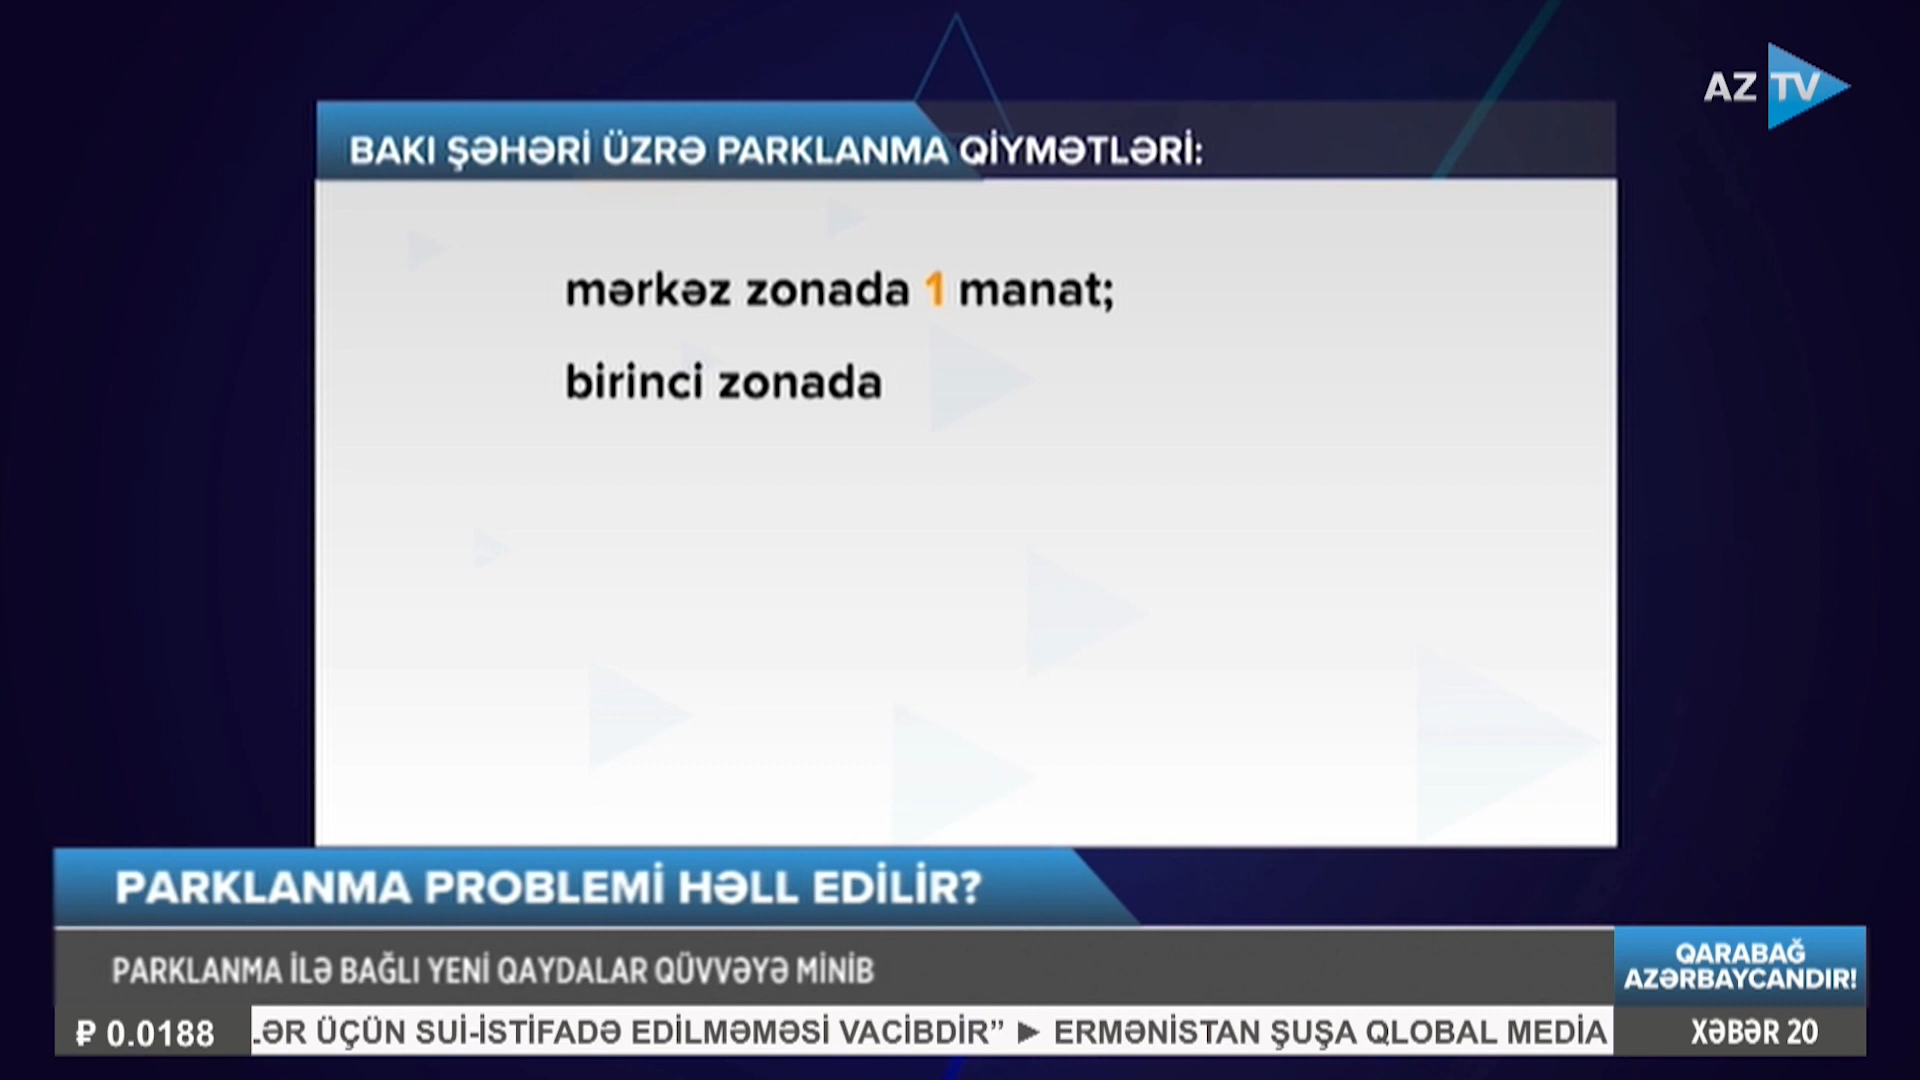 AZ TV
BAKI ŞƏHƏRİ ÜZRƏ PARKLANMA QİYMƏTLƏRİ:
mərkəz zonada 1 manat;
birinci zonada
PARKLANMA PROBLEMİ HƏLL EDİLİR?
PARKLANMA İLƏ BAĞLI YENİ QAYDALAR QÜVVƏYƏ MİNİB
QARABAĞ
AZƏRBAYCANDIR!
₽ 0.0188
ƏR ÜÇÜN SUİ-İSTİFADƏ EDİLMƏMƏSİ VACİBDİR” ► ERMƏNİSTAN ŞUŞA QLOBAL MEDİA
XƏBƏR 20